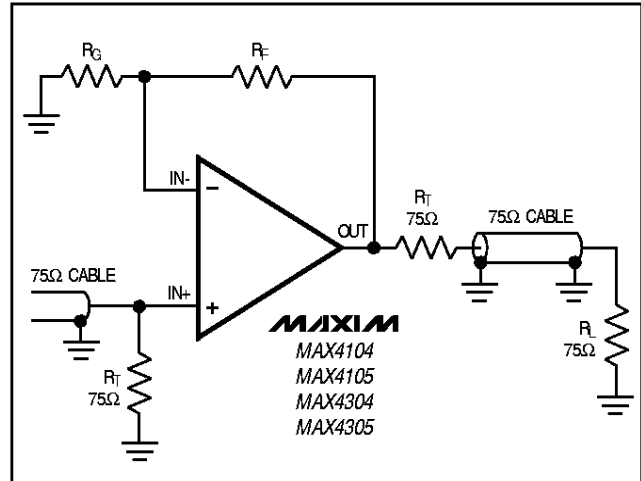 RG
RF
IN-
−
RT
75Ω
75Ω CABLE
OUT
75Ω CABLE
IN+
+
MAXIM
MAX4104
MAX4105
MAX4304
MAX4305
RT
75Ω
RL
75Ω